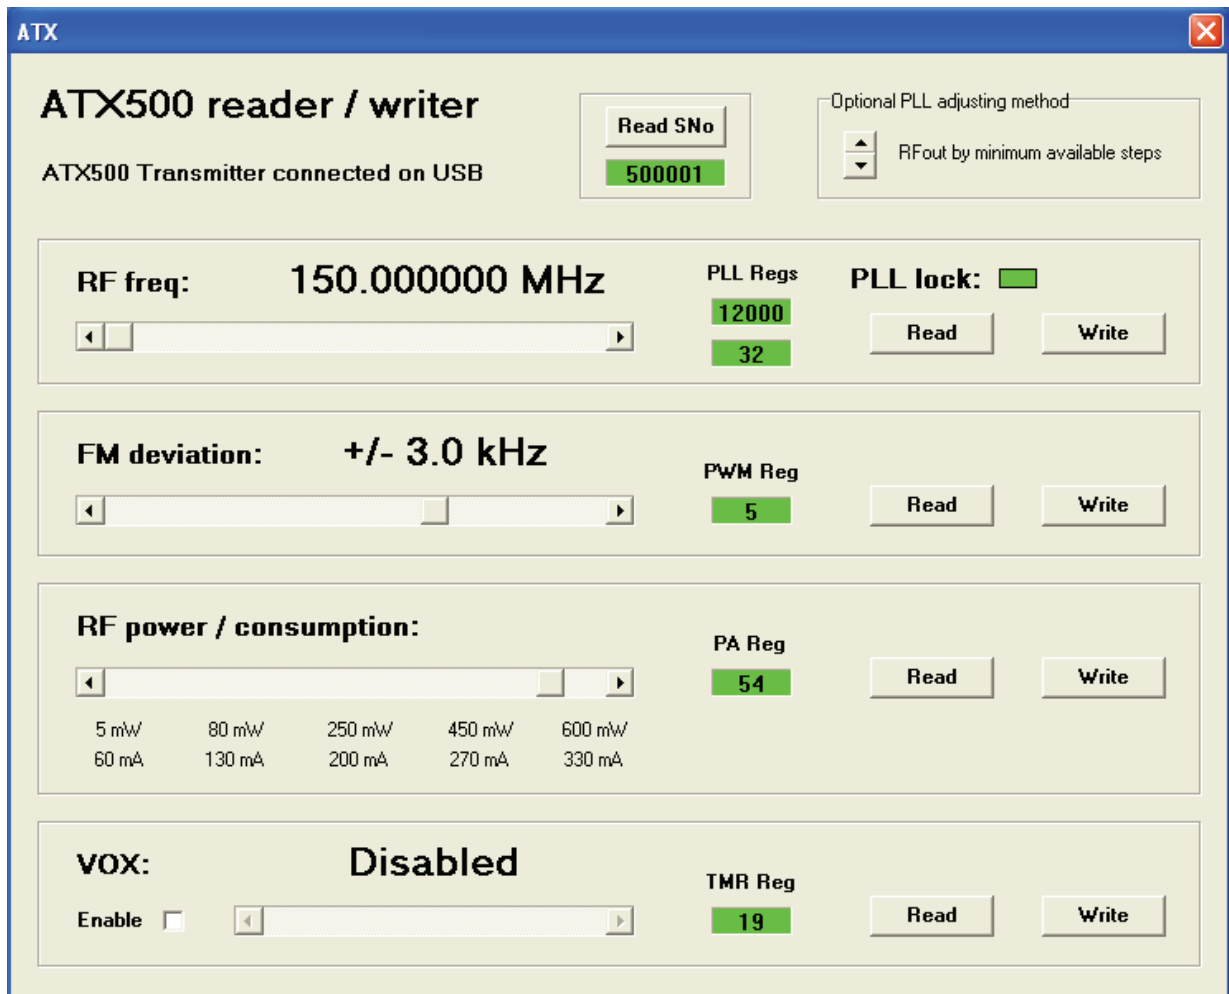 ATX
ATX500 reader / writer
ATX500 Transmitter connected on USB
Read SNo
500001
Optional PLL adjusting method
RFout by minimum available steps
RF freq: 150.000000 MHz
PLL Regs
12000
32
PLL lock:
Read Write
FM deviation: +/- 3.0 kHz
PWM Reg
5
Read Write
RF power / consumption:
5 mW 80 mW 250 mW 450 mW 600 mW
60 mA 130 mA 200 mA 270 mA 330 mA
PA Reg
54
Read Write
VOX: Disabled
Enable
TMR Reg
19
Read Write